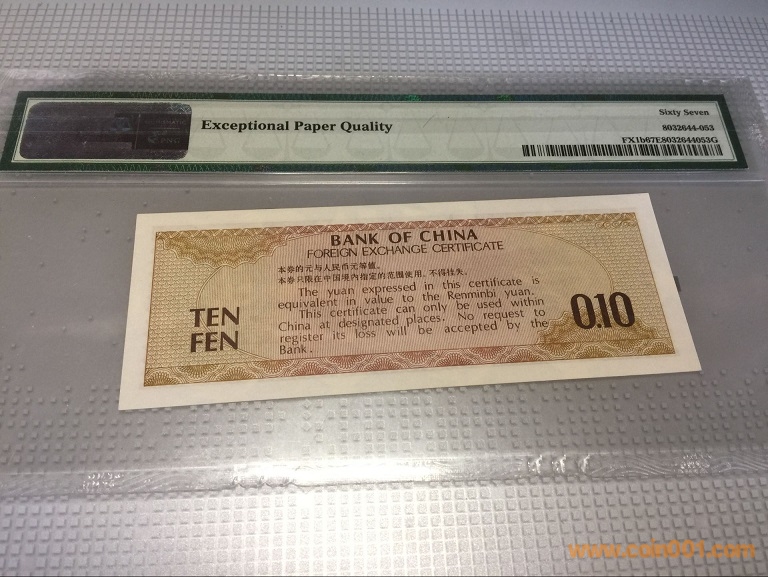 Exceptional Paper Quality
Sixty Seven
8032644-053
FX1b67E8032644053G
BANK OF CHINA
FOREIGN EXCHANGE CERTIFICATE
本券的元与人民币元等值。
本券只限在中国境内指定的范围使用。不得挂失。
The yuan expressed in this certificate is
equivalent in value to the Renminbi yuan.
This certificate can only be used within
China at designated places. No request to
register its loss will be accepted by the
Bank.
TEN
FEN
0.10
www.coin001.com